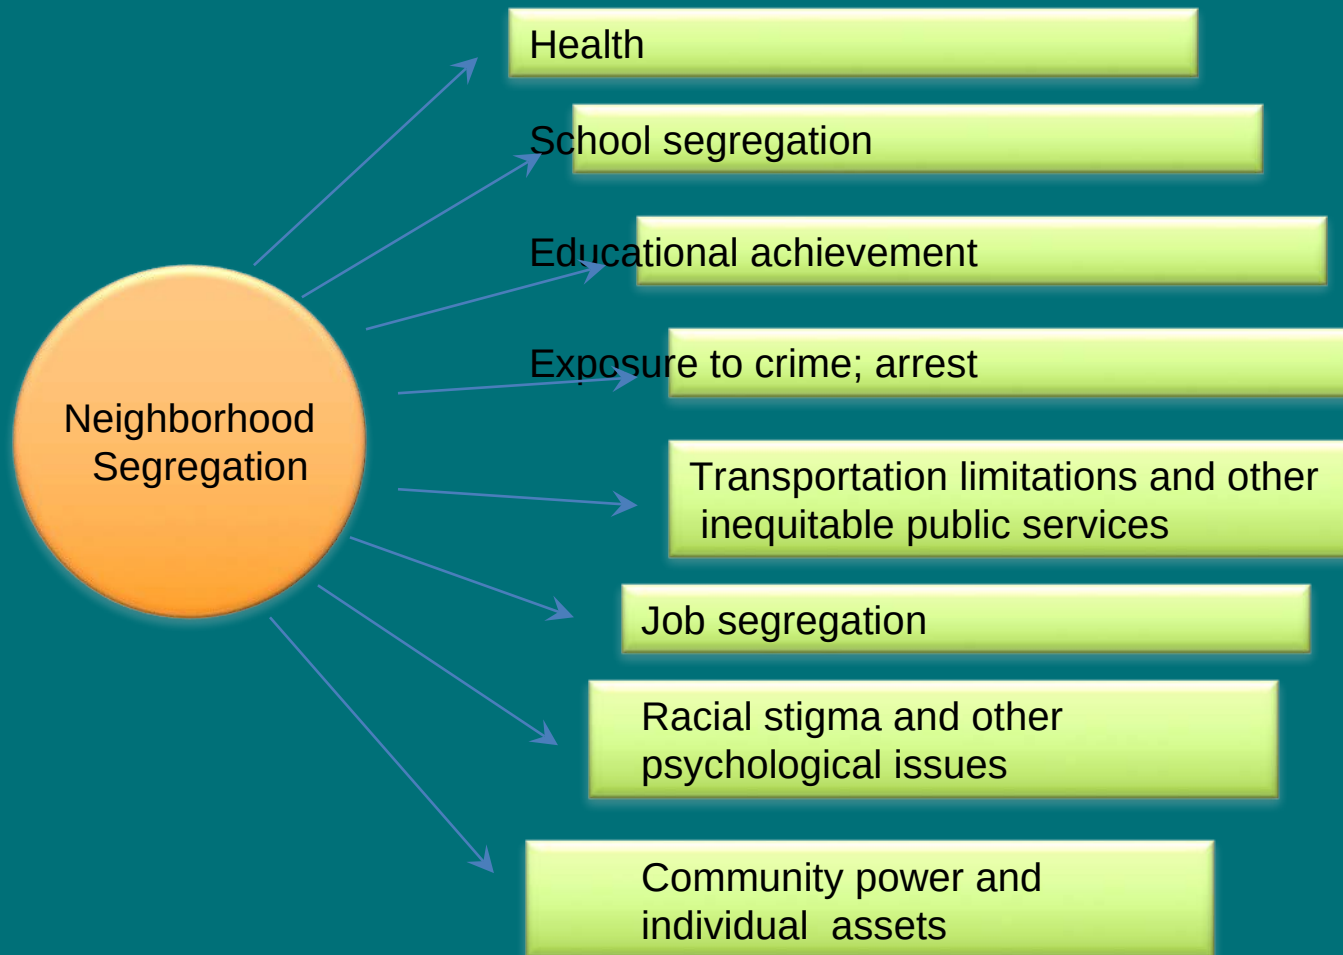 Health
School segregation
Educational achievement
Exposure to crime; arrest
Neighborhood
Segregation
Transportation limitations and other
inequitable public services
Job segregation
Racial stigma and other
psychological issues
Community power and
individual  assets